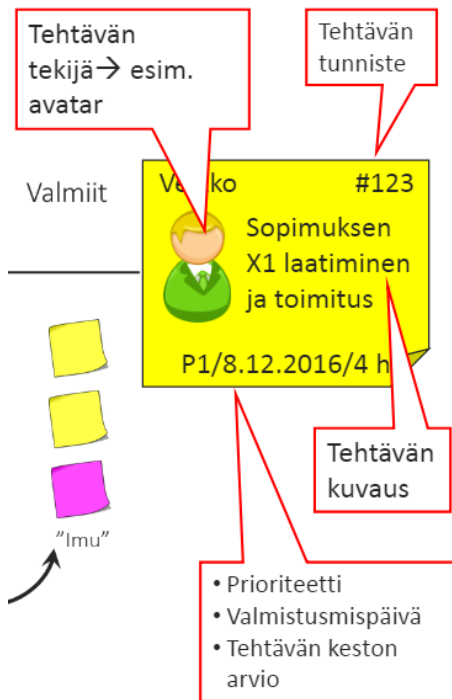 Tehtävän
tekijä→ esim.
avatar
Tehtävän
tunniste
Valmiit
#123
Sopimuksen
X1 laatiminen
ja toimitus
P1/8.12.2016/4 h
Tehtävän
kuvaus
"Imu"
• Prioriteetti
• Valmistusmispäivä
• Tehtävän keston
arvio